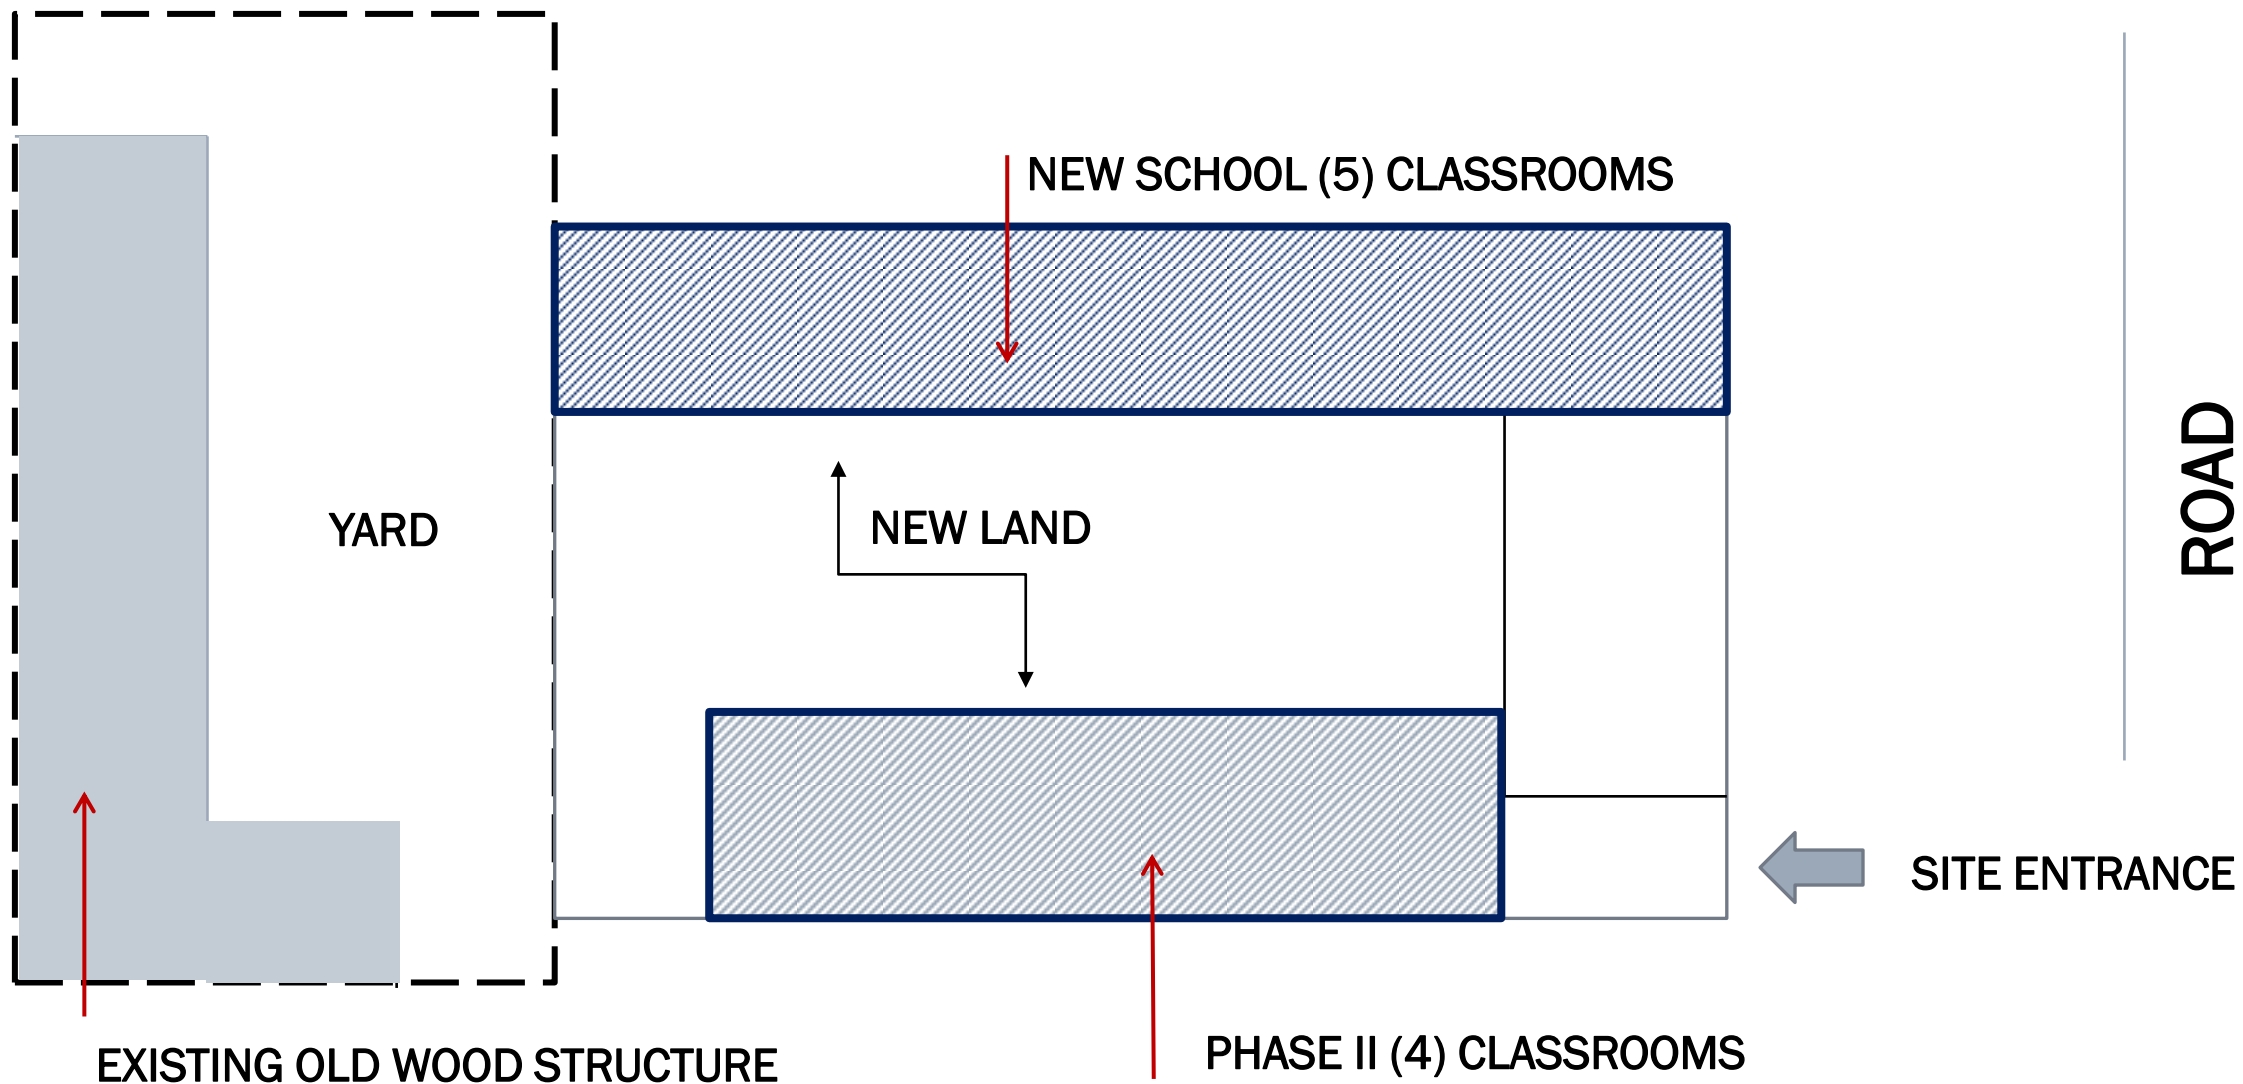 NEW SCHOOL (5) CLASSROOMS
YARD
NEW LAND
ROAD
SITE ENTRANCE
EXISTING OLD WOOD STRUCTURE
PHASE II (4) CLASSROOMS